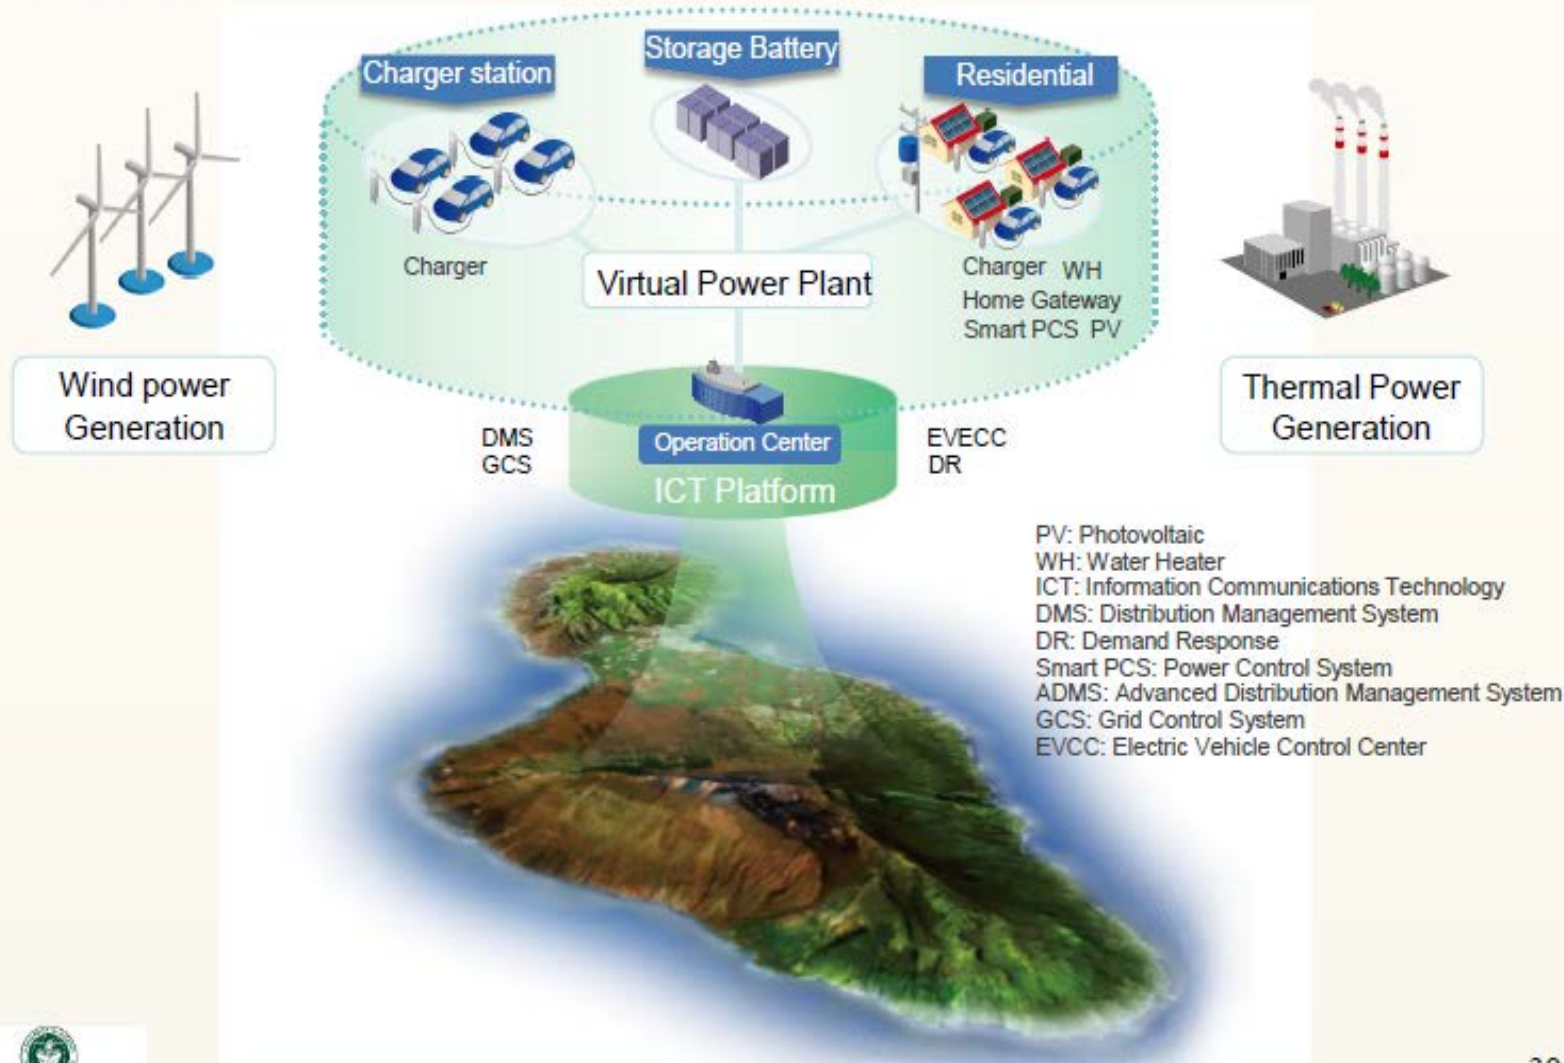 Storage Battery
Charger station
Residential
Charger
Virtual Power Plant
Charger WH
Home Gateway
Smart PCS PV
Wind power
Generation
Thermal Power
Generation
DMS
GCS
Operation Center
ICT Platform
EVECC
DR
PV: Photovoltaic
WH: Water Heater
ICT: Information Communications Technology
DMS: Distribution Management System
DR: Demand Response
Smart PCS: Power Control System
ADMS: Advanced Distribution Management System
GCS: Grid Control System
EVCC: Electric Vehicle Control Center